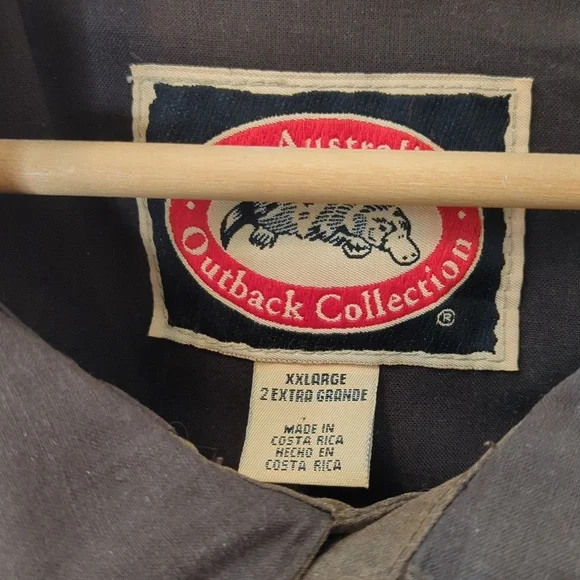 Outback Collection
®
XXLARGE
2 EXTRA GRANDE
MADE IN
COSTA RICA
HECHO EN
COSTA RICA